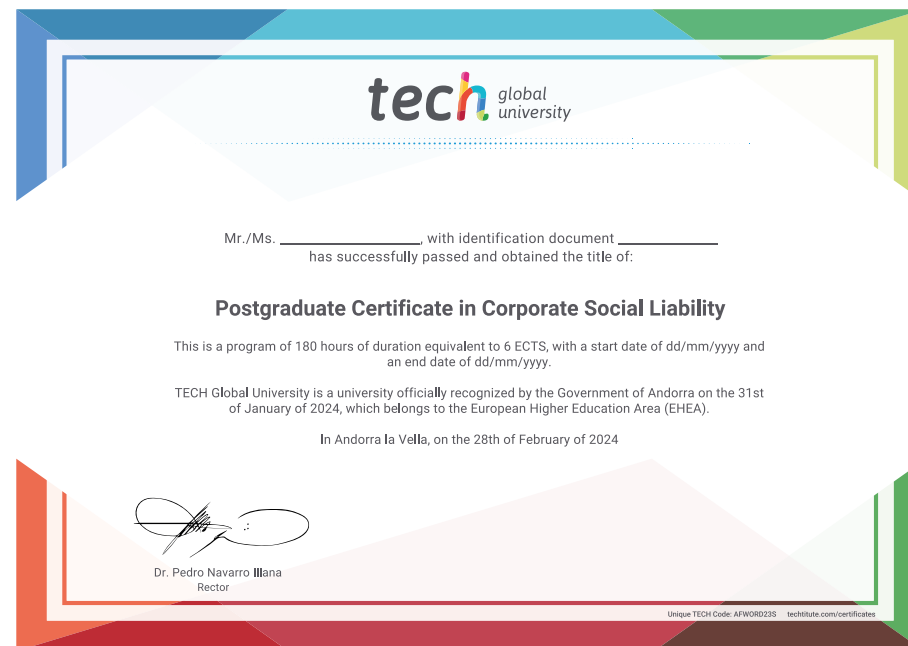 tech global
university
Mr./Ms. ________________, with identification document ____________
has successfully passed and obtained the title of:
Postgraduate Certificate in Corporate Social Liability
This is a program of 180 hours of duration equivalent to 6 ECTS, with a start date of dd/mm/yyyy and
an end date of dd/mm/yyyy.
TECH Global University is a university officially recognized by the Government of Andorra on the 31st
of January of 2024, which belongs to the European Higher Education Area (EHEA).
In Andorra la Vella, on the 28th of February of 2024
Dr. Pedro Navarro Illana
Rector
Unique TECH Code: AFWORD23S techtitute.com/certificates